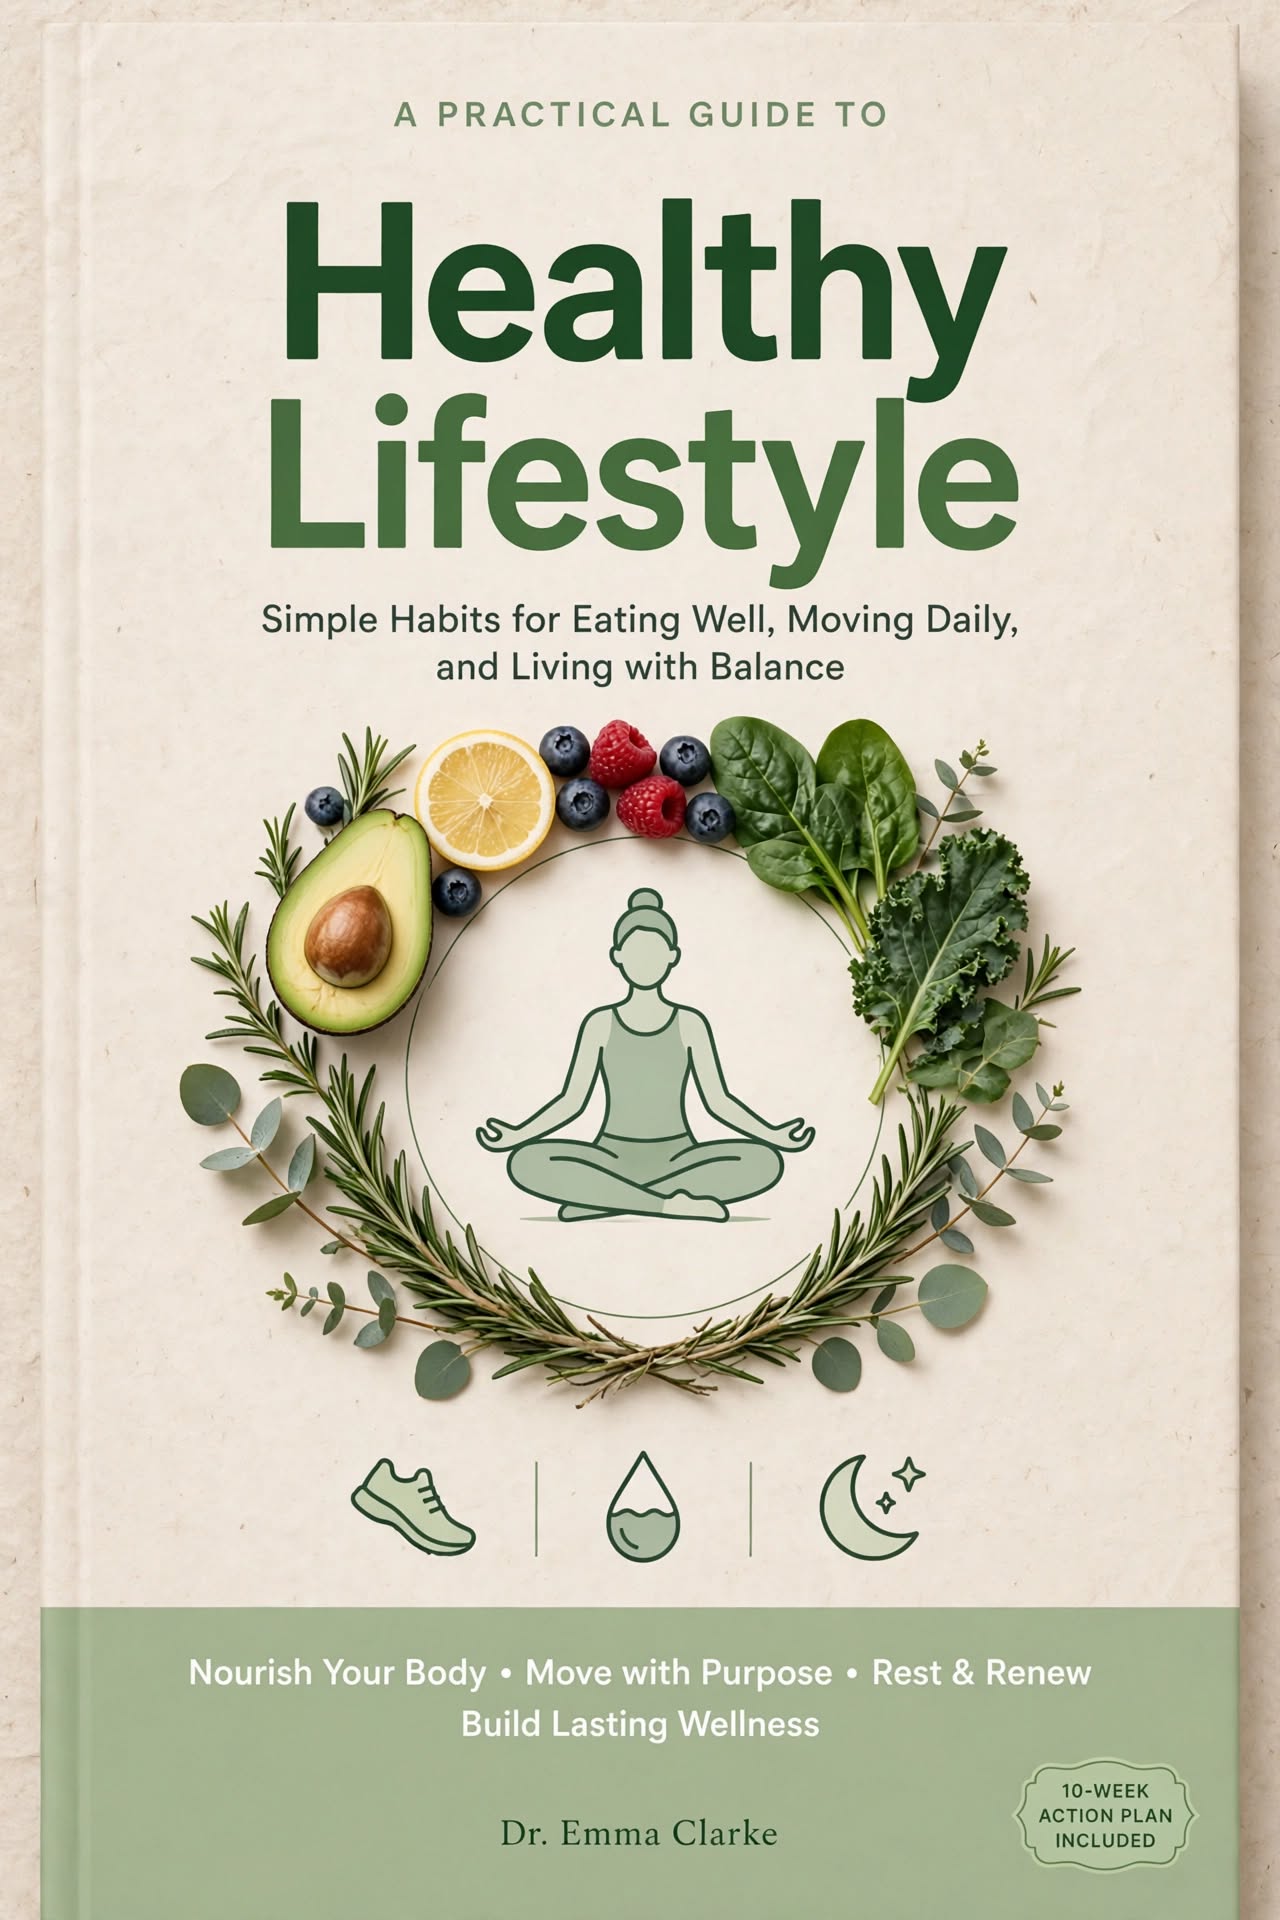 A PRACTICAL GUIDE TO
Healthy
Lifestyle
Simple Habits for Eating Well, Moving Daily,
and Living with Balance
Nourish Your Body • Move with Purpose • Rest & Renew
Build Lasting Wellness
Dr. Emma Clarke
10-WEEK
ACTION PLAN
INCLUDED